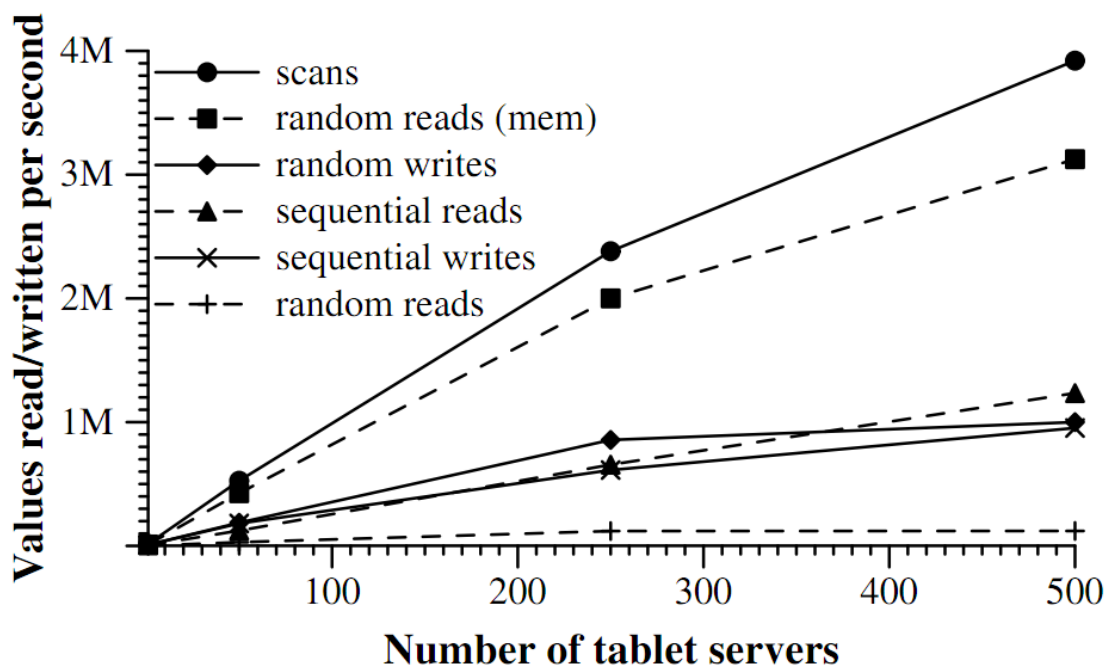 Values read/written per second
4M
3M
2M
1M
scans
random reads (mem)
random writes
sequential reads
sequential writes
random reads
100 200 300 400 500
Number of tablet servers